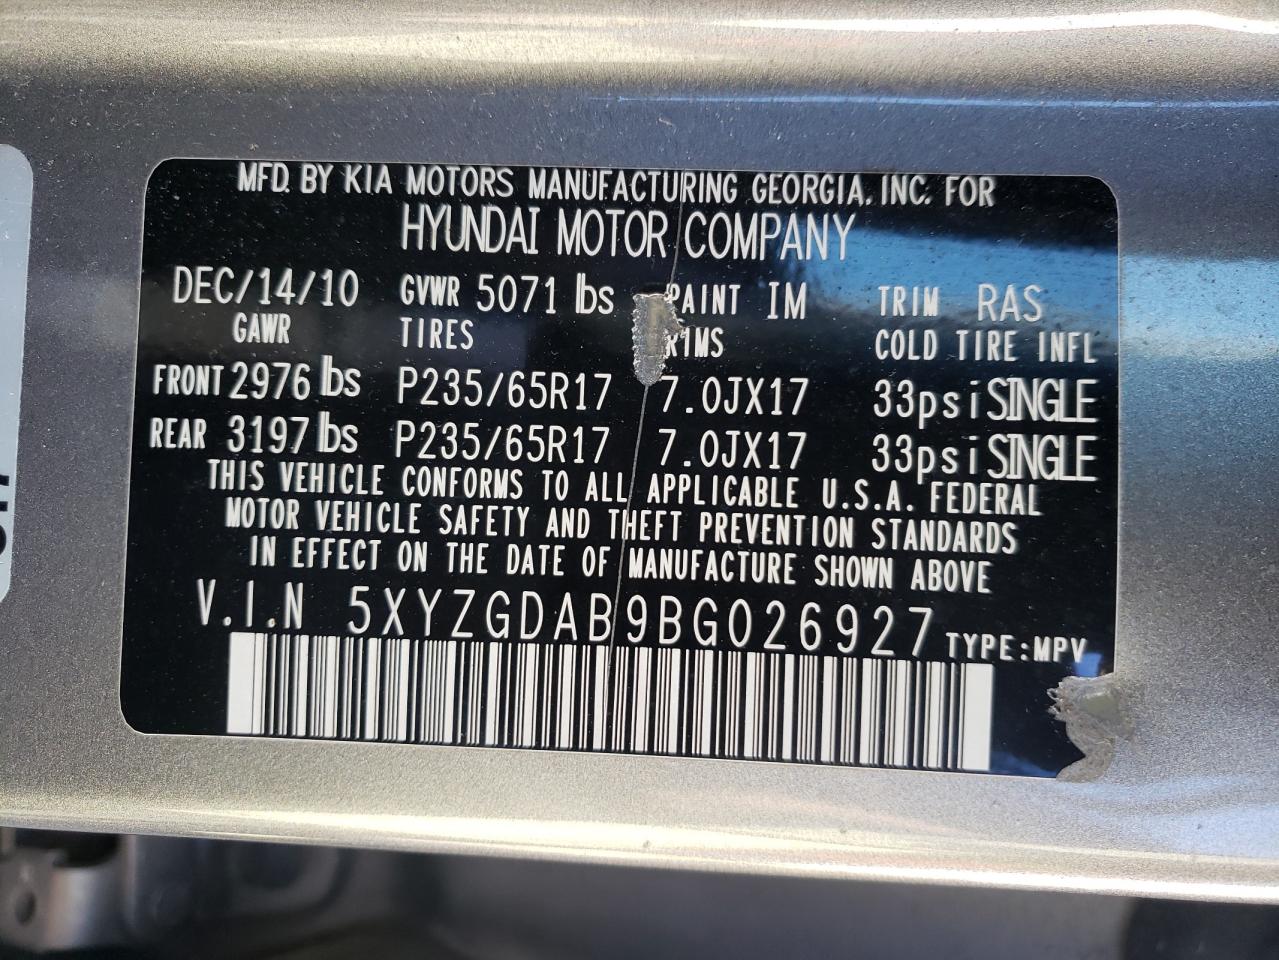 MFD. BY KIA MOTORS MANUFACTURING GEORGIA, INC. FOR
HYUNDAI MOTOR COMPANY
DEC/14/10 GVWR 5071 lbs PAINT IM TRIM RAS
GAWR TIRES RIMS COLD TIRE INFL
FRONT 2976 lbs P235/65R17 7.0JX17 33psi SINGLE
REAR 3197 lbs P235/65R17 7.0JX17 33psi SINGLE
THIS VEHICLE CONFORMS TO ALL APPLICABLE U.S.A. FEDERAL
MOTOR VEHICLE SAFETY AND THEFT PREVENTION STANDARDS
IN EFFECT ON THE DATE OF MANUFACTURE SHOWN ABOVE
V.I.N 5XYZGDAB9BG026927 TYPE:MPV